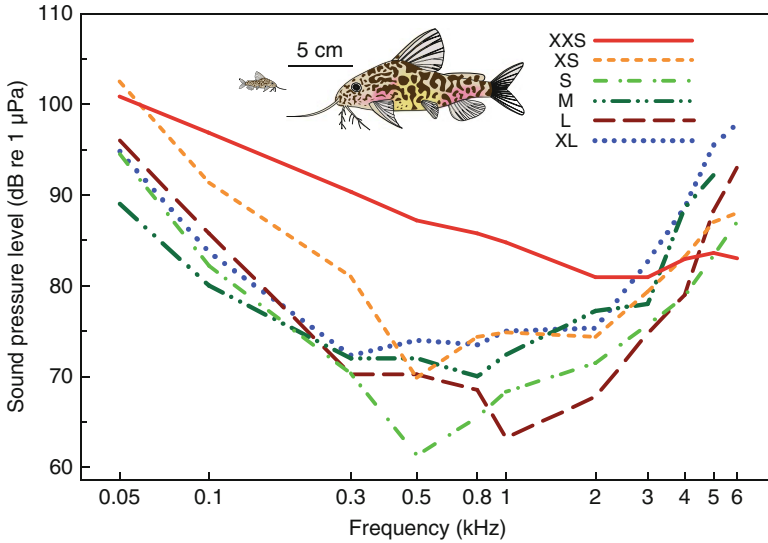 110
100
90
80
70
60
Sound pressure level (dB re 1 µPa)
5 cm
XXS
XS
S
M
L
XL
0.05 0.1 0.3 0.5 0.8 1 2 3 4 5 6
Frequency (kHz)